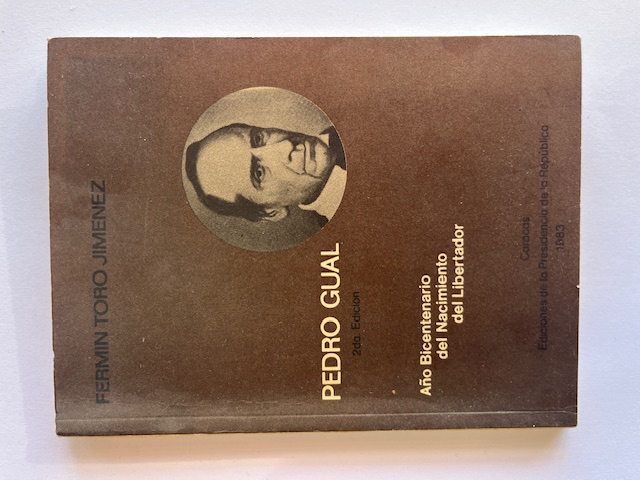 FERMIN TORO JIMENEZ
PEDRO GUAL
2da. Edicion
Año Bicentenario
del Nacimiento
del Libertador
Caracas
Ediciones de la Presidencia de la República
1983